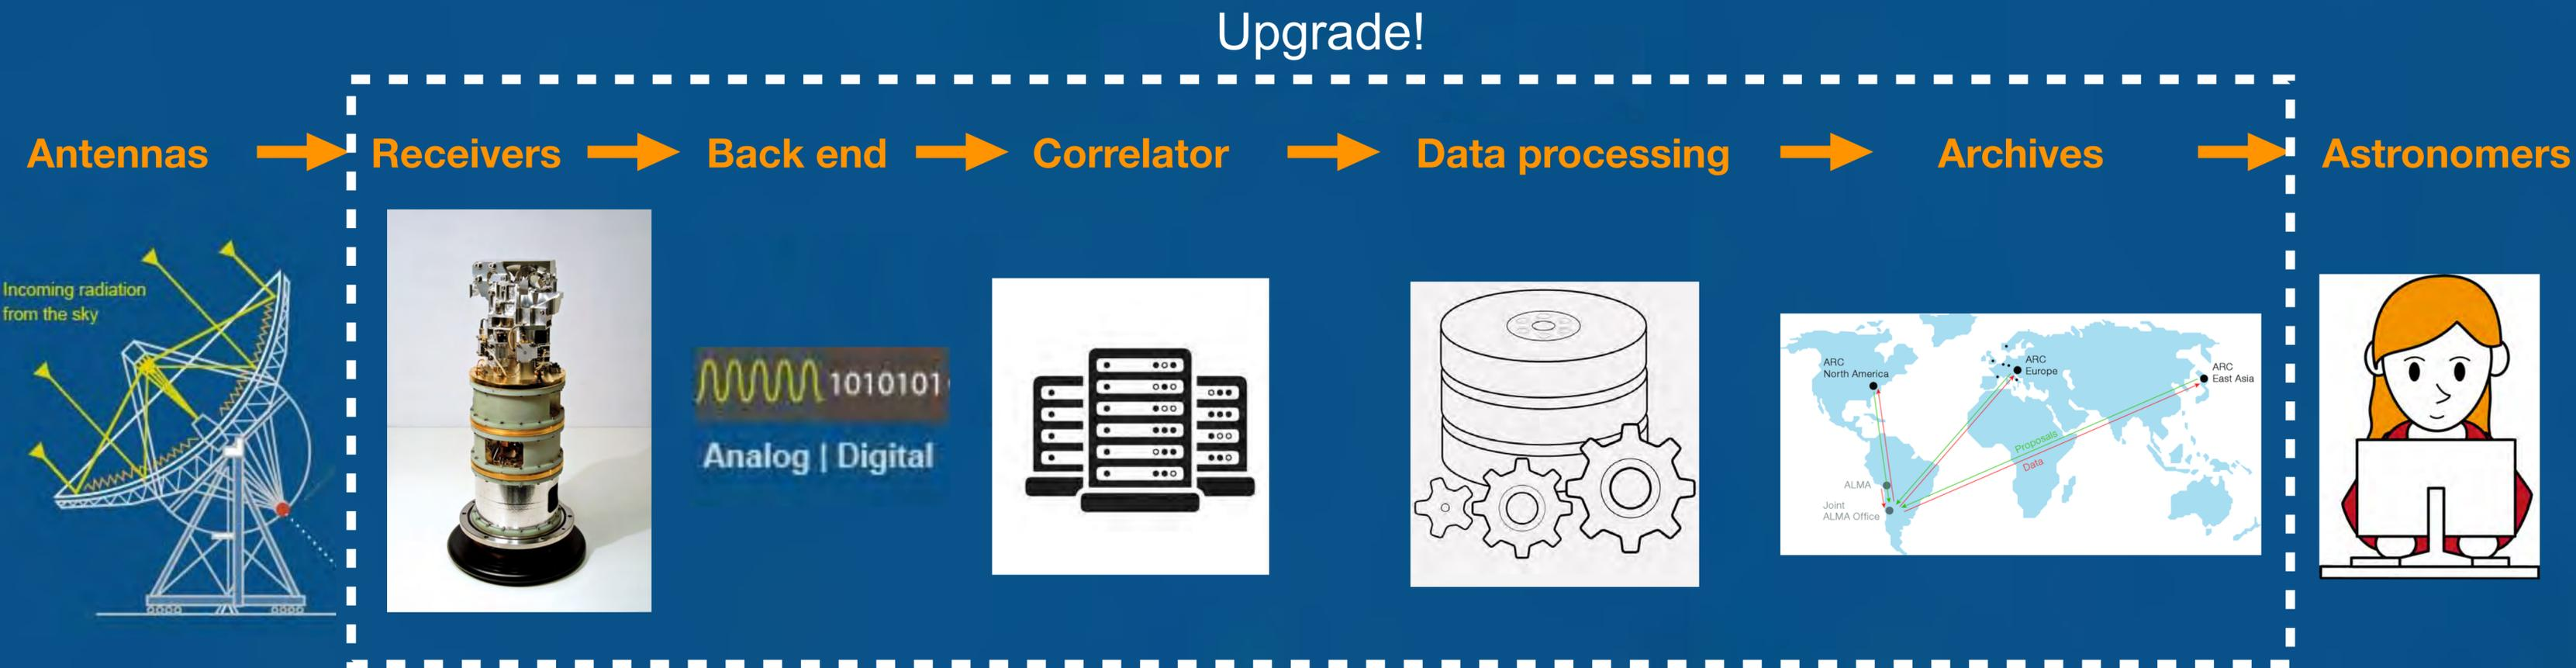 Upgrade!
Antennas
Receivers
Back end
Correlator
Data processing
Archives
Astronomers
Incoming radiation
from the sky
1010101
Analog | Digital
ARC
North America
ARC
Europe
ARC
East Asia
Proposals
Data
ALMA
Joint
ALMA Office